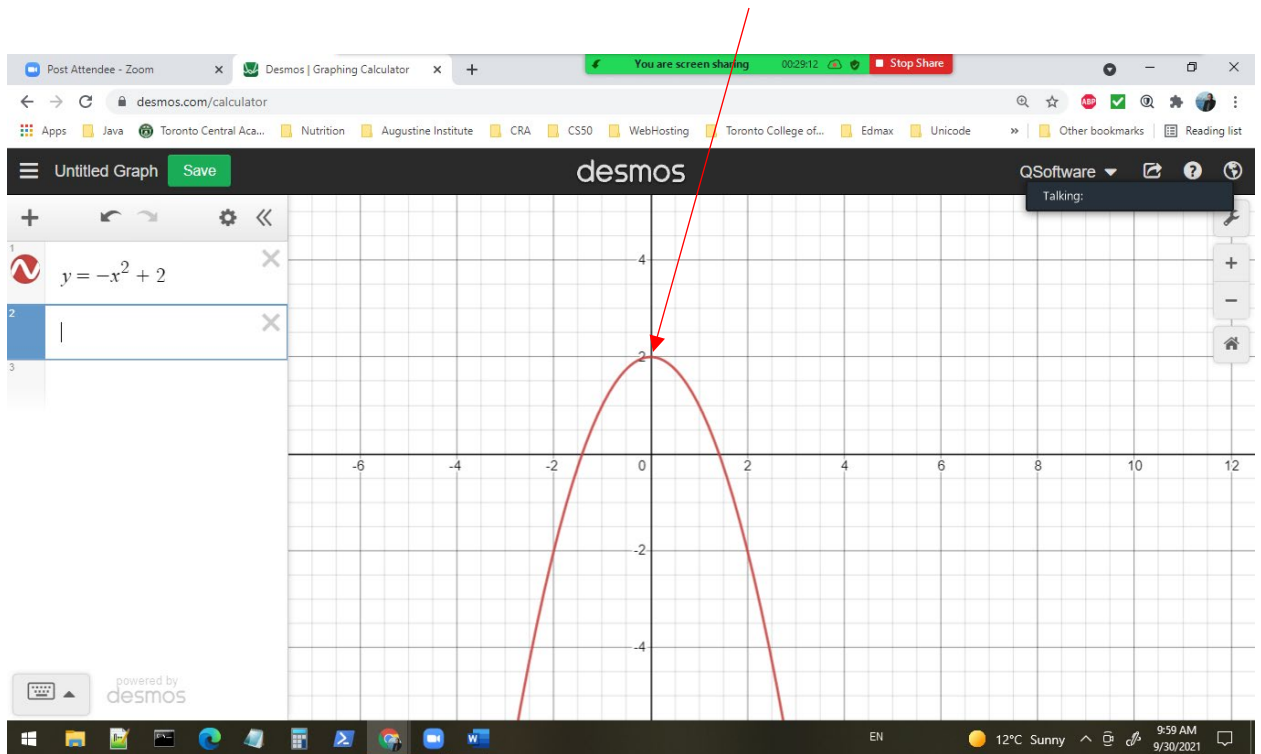 Post Attendee - Zoom
Desmos | Graphing Calculator
You are screen sharing 00:29:12 Stop Share
desmos.com/calculator
ABP
Apps Java Toronto Central Aca... Nutrition Augustine Institute CRA CS50 WebHosting Toronto College of... Edmax Unicode » Other bookmarks Reading list
Untitled Graph Save desmos QSoftware
Talking:
1
y = −x² + 2
2
3
4
2
-6 -4 -2 0 2 4 6 8 10 12
-2
-4
powered by
desmos
EN 12°C Sunny 9:59 AM
9/30/2021